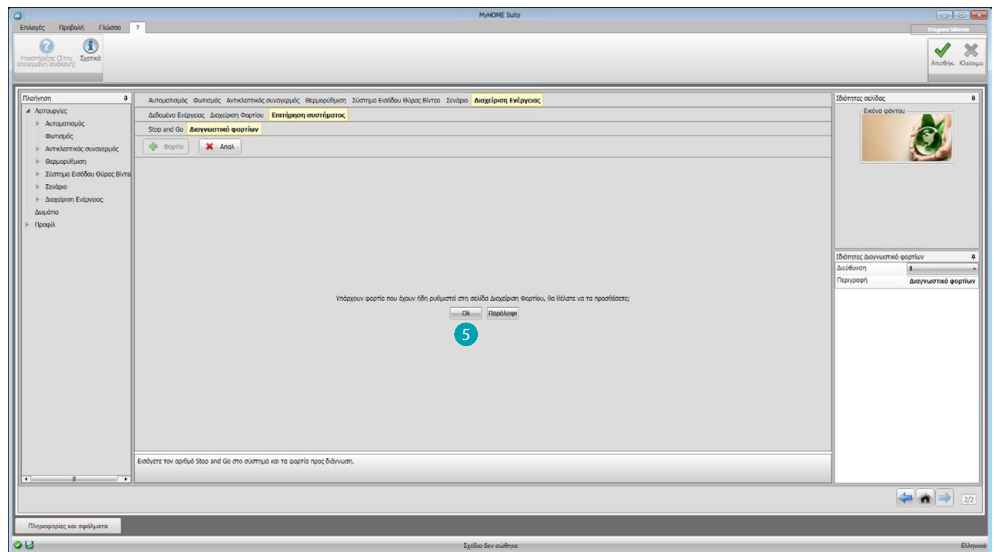 MyHOME Suite
Επιλογές Προβολή Γλώσσα ?
Υποστήριξης (Στην επιλεγμένη συσκευή)
Σχετικά
Αποθήκ. Κλείσιμο
Πλοήγηση
Λειτουργίες
Αυτοματισμός
Φωτισμός
Αντικλεπτικός συναγερμός
Θερμορύθμιση
Σύστημα Εισόδου Θύρας Βίντε
Σενάριο
Διαχείριση Ενέργειας
Δωμάτια
Προφίλ
Αυτοματισμός Φωτισμός Αντικλεπτικός συναγερμός Θερμορύθμιση Σύστημα Εισόδου Θύρας Βίντεο Σενάριο Διαχείριση Ενέργειας
Δεδομένα Ενέργειας Διαχείριση Φορτίου Επιτήρηση συστήματος
Stop and Go Διαγνωστικό φορτίων
Φορτίο Απαλ
Υπάρχουν φορτία που έχουν ήδη ρυθμιστεί στη σελίδα Διαχείριση Φορτίου, θα θέλατε να τα προσθέσετε;
Ok Παράλειψη
5
Εισάγετε τον αριθμό Stop and Go στο σύστημα και τα φορτία προς διάγνωση.
Ιδιότητες σελίδας
Εικόνα φόντου
Ιδιότητες Διαγνωστικό φορτίων
Διεύθυνση 1
Περιγραφή Διαγνωστικό φορτίων
2/2
Πληροφορίες και σφάλματα
Σχέδιο δεν σώθηκε
Ελληνικά